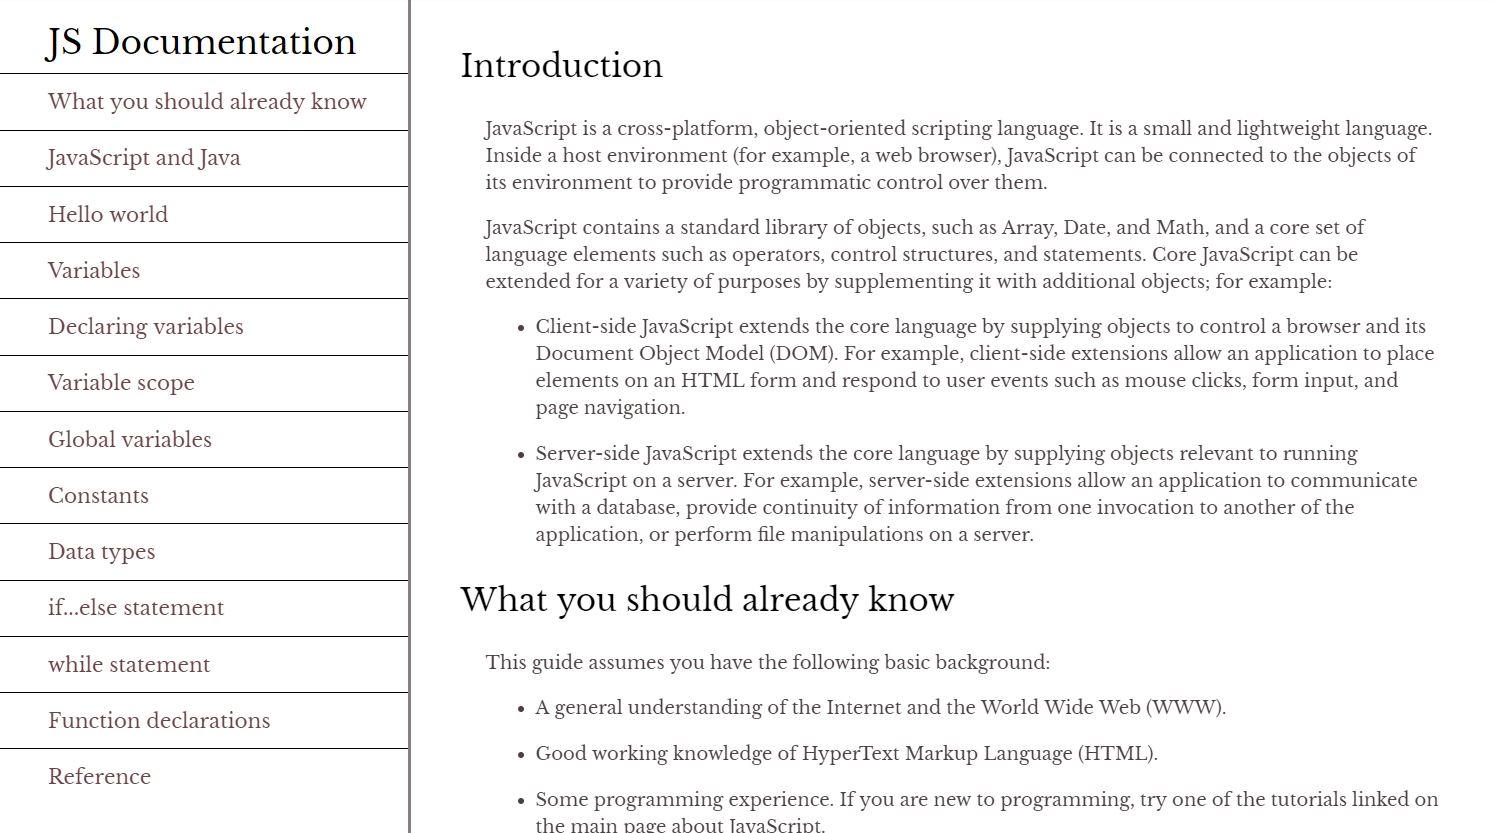 JS Documentation
What you should already know
JavaScript and Java
Hello world
Variables
Declaring variables
Variable scope
Global variables
Constants
Data types
if...else statement
while statement
Function declarations
Reference
Introduction
JavaScript is a cross-platform, object-oriented scripting language. It is a small and lightweight language.
Inside a host environment (for example, a web browser), JavaScript can be connected to the objects of
its environment to provide programmatic control over them.
JavaScript contains a standard library of objects, such as Array, Date, and Math, and a core set of
language elements such as operators, control structures, and statements. Core JavaScript can be
extended for a variety of purposes by supplementing it with additional objects; for example:
• Client-side JavaScript extends the core language by supplying objects to control a browser and its
Document Object Model (DOM). For example, client-side extensions allow an application to place
elements on an HTML form and respond to user events such as mouse clicks, form input, and
page navigation.
• Server-side JavaScript extends the core language by supplying objects relevant to running
JavaScript on a server. For example, server-side extensions allow an application to communicate
with a database, provide continuity of information from one invocation to another of the
application, or perform file manipulations on a server.
What you should already know
This guide assumes you have the following basic background:
• A general understanding of the Internet and the World Wide Web (WWW).
• Good working knowledge of HyperText Markup Language (HTML).
• Some programming experience. If you are new to programming, try one of the tutorials linked on
the main page about JavaScript.